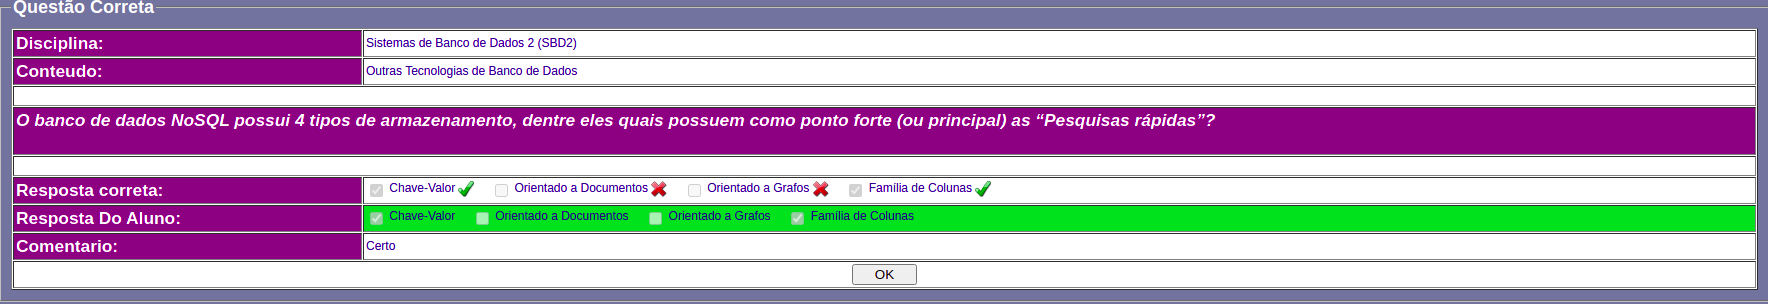 Questão Correta
Disciplina: Sistemas de Banco de Dados 2 (SBD2)
Conteudo: Outras Tecnologias de Banco de Dados
O banco de dados NoSQL possui 4 tipos de armazenamento, dentre eles quais possuem como ponto forte (ou principal) as “Pesquisas rápidas”?
Resposta correta: Chave-Valor Orientado a Documentos Orientado a Grafos Família de Colunas
Resposta Do Aluno: Chave-Valor Orientado a Documentos Orientado a Grafos Família de Colunas
Comentario: Certo
OK